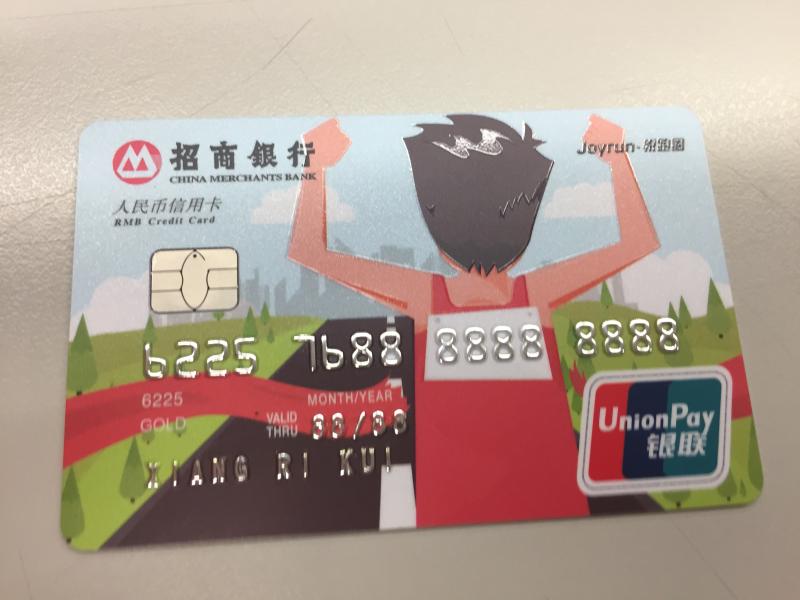 招商銀行
CHINA MERCHANTS BANK
Joyrun·悦跑圈
人民币信用卡
RMB Credit Card
6225 7688 8888 8888
6225
MONTH/YEAR
GOLD
VALID
THRU
88/88
XIANG RI KUI
UnionPay
银联